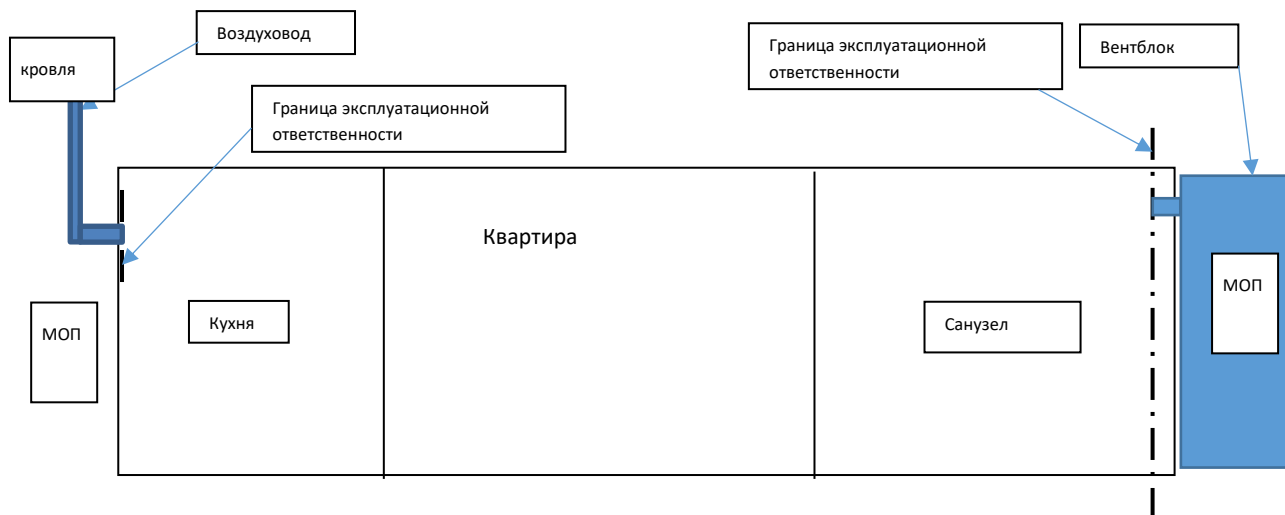 Воздуховод
кровля
Граница эксплуатационной
ответственности
Граница эксплуатационной
ответственности
Вентблок
Квартира
МОП
Кухня
Санузел
МОП